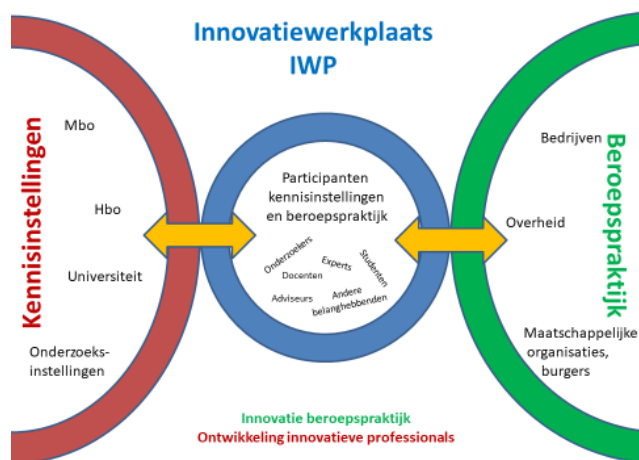 Innovatiewerkplaats
IWP
Kennisinstellingen
Mbo
Hbo
Universiteit
Onderzoeks-
instellingen
Participanten
kennisinstellingen
en beroepspraktijk
Onderzoekers
Experts
Studenten
Docenten
Adviseurs
Andere
belanghebbenden
Beroepspraktijk
Bedrijven
Overheid
Maatschappelijke
organisaties,
burgers
Innovatie beroepspraktijk
Ontwikkeling innovatieve professionals